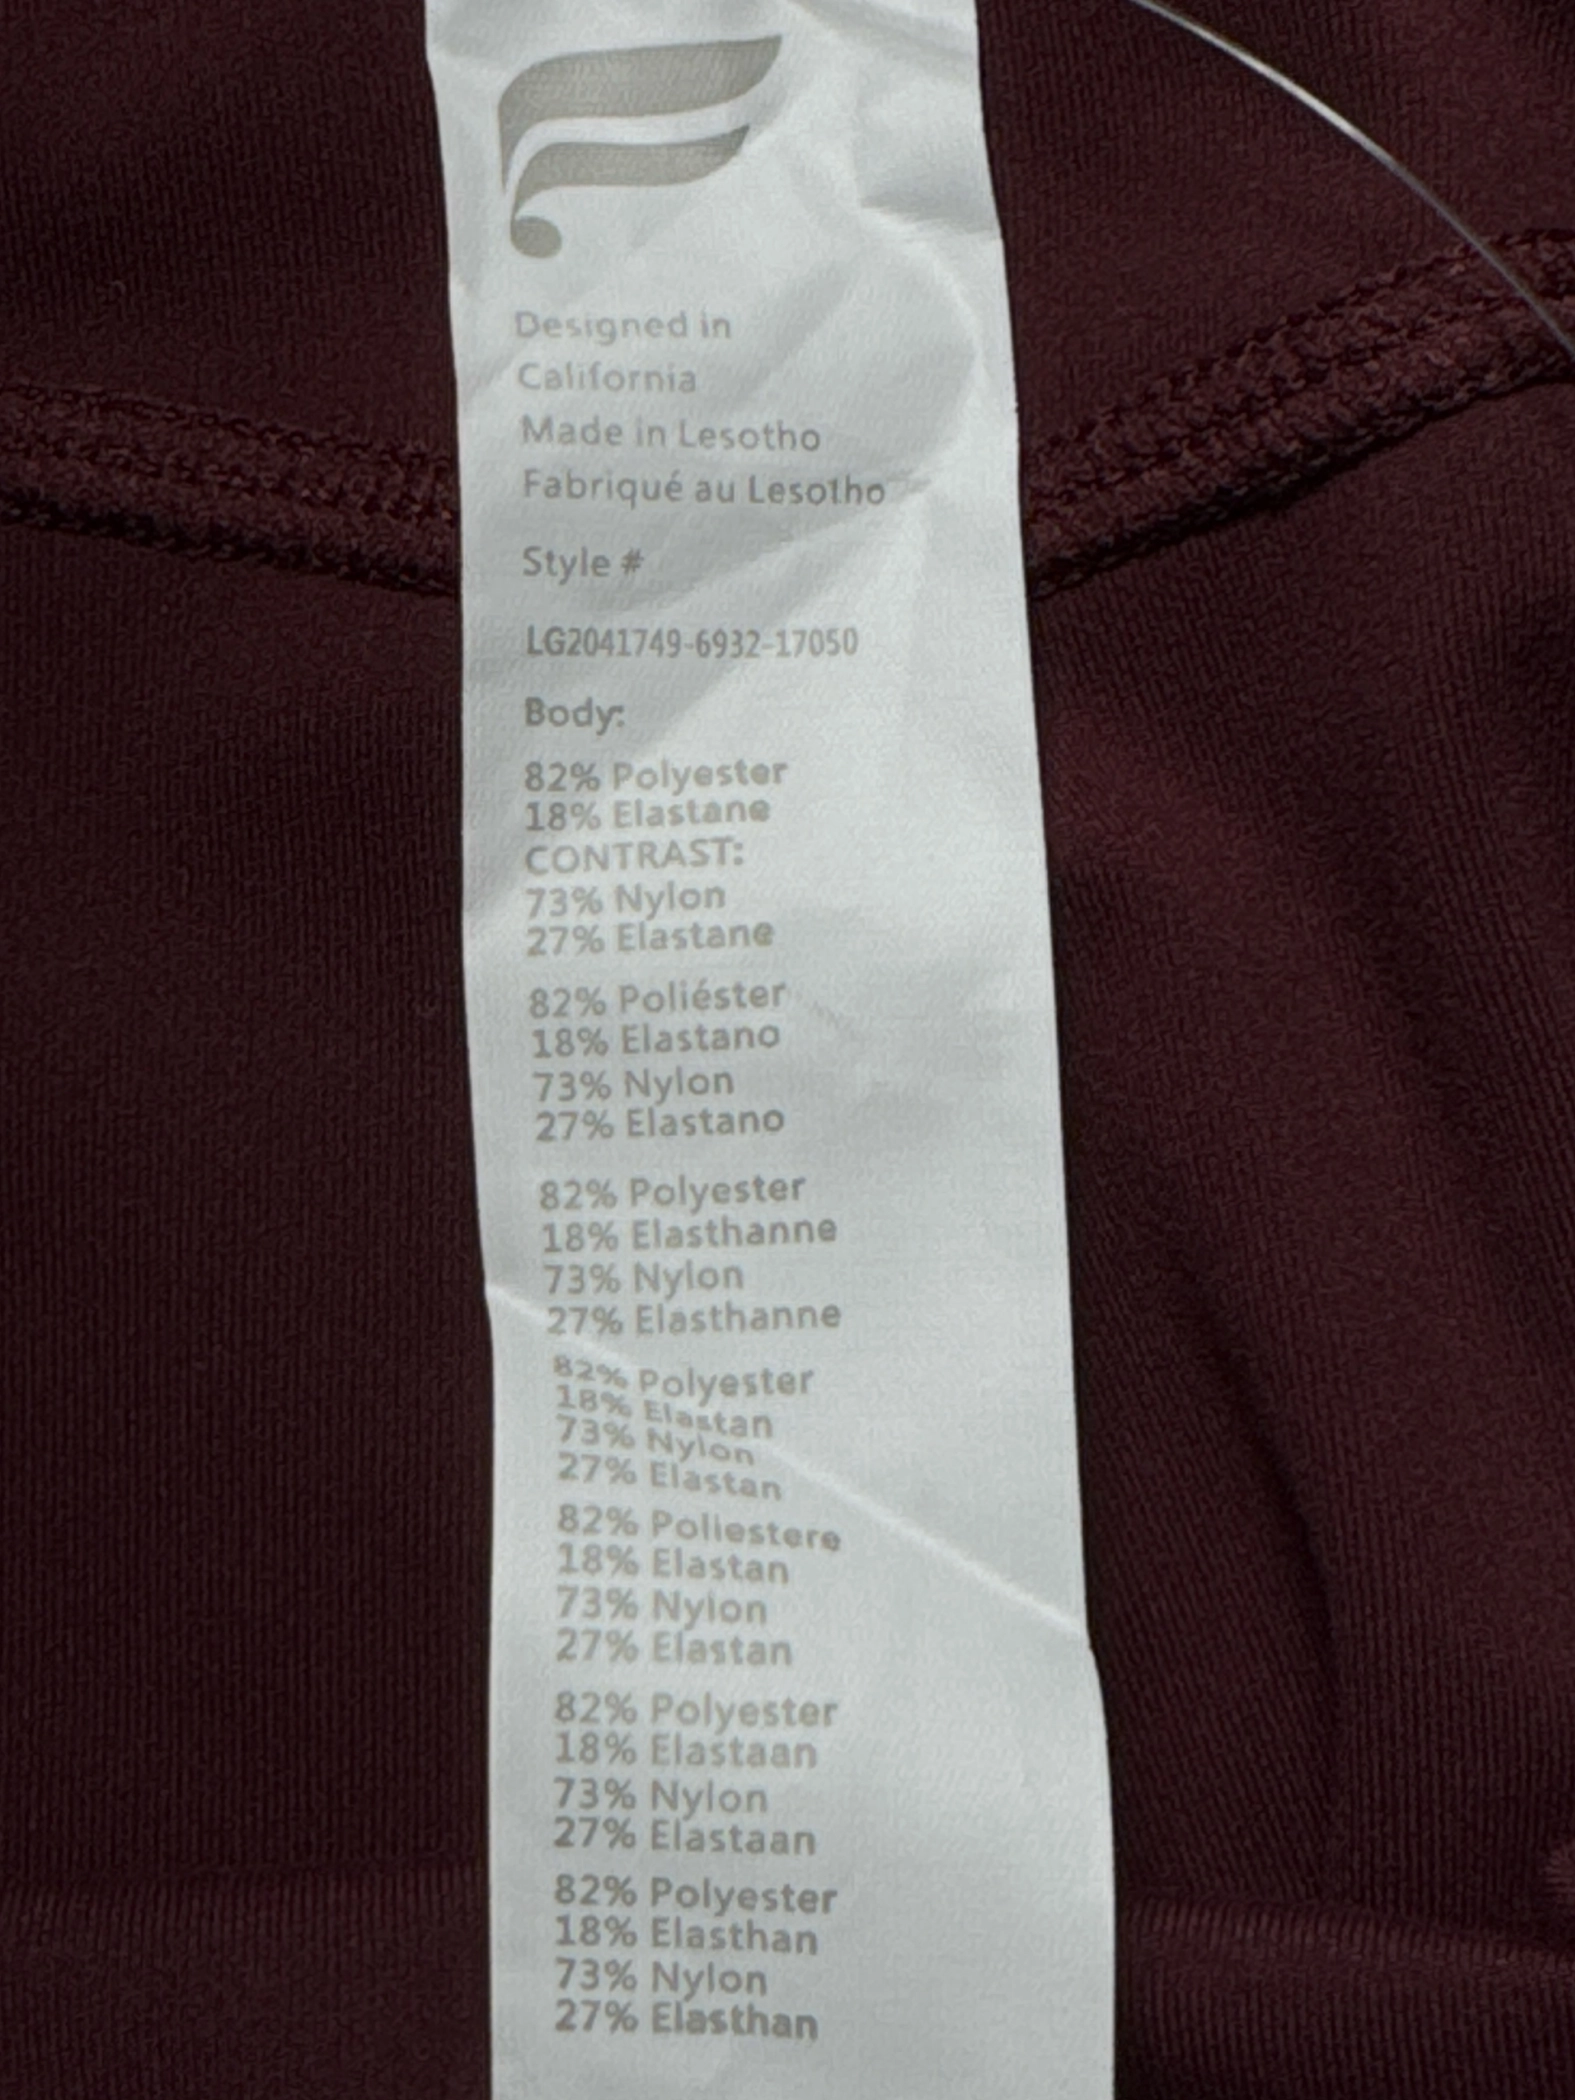 Designed in
California
Made in Lesotho
Fabriqué au Lesotho
Style #
LG2041749-6932-17050
Body:
82% Polyester
18% Elastane
CONTRAST:
73% Nylon
27% Elastane
82% Poliéster
18% Elastano
73% Nylon
27% Elastano
82% Polyester
18% Elasthanne
73% Nylon
27% Elasthanne
82% Polyester
18% Elastan
73% Nylon
27% Elastan
82% Poliestere
18% Elastan
73% Nylon
27% Elastan
82% Polyester
18% Elastaan
73% Nylon
27% Elastaan
82% Polyester
18% Elasthan
73% Nylon
27% Elasthan